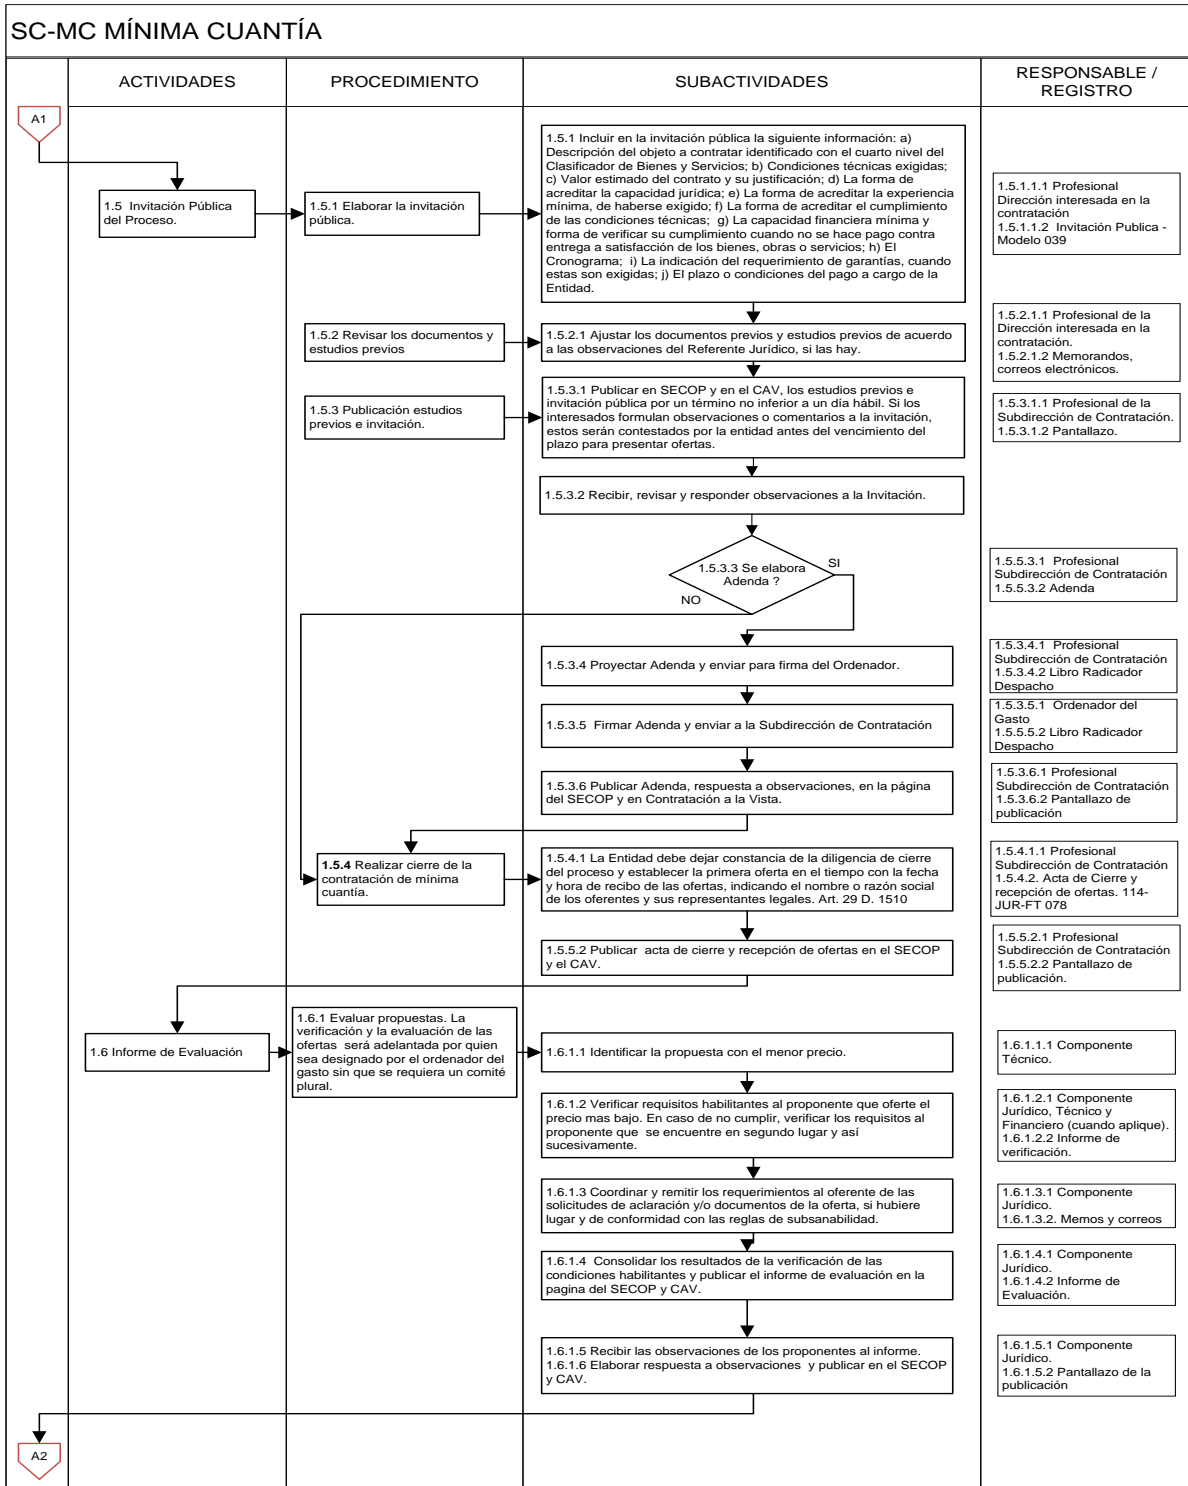 SC-MC MÍNIMA CUANTÍA
ACTIVIDADES
PROCEDIMIENTO
SUBACTIVIDADES
RESPONSABLE /
REGISTRO
A1
1.5 Invitación Pública
del Proceso.
1.5.1 Elaborar la invitación
pública.
1.5.1 Incluir en la invitación pública la siguiente información: a)
Descripción del objeto a contratar identificado con el cuarto nivel del
Clasificador de Bienes y Servicios; b) Condiciones técnicas exigidas;
c) Valor estimado del contrato y su justificación; d) La forma de
acreditar la capacidad jurídica; e) La forma de acreditar la experiencia
mínima, de haberse exigido; f) La forma de acreditar el cumplimiento
de las condiciones técnicas; g) La capacidad financiera mínima y
forma de verificar su cumplimiento cuando no se hace pago contra
entrega a satisfacción de los bienes, obras o servicios; h) El
Cronograma; i) La indicación del requerimiento de garantías, cuando
estas son exigidas; j) El plazo o condiciones del pago a cargo de la
Entidad.
1.5.1.1.1 Profesional
Dirección interesada en la
contratación
1.5.1.1.2 Invitación Publica -
Modelo 039
1.5.2 Revisar los documentos y
estudios previos
1.5.2.1 Ajustar los documentos previos y estudios previos de acuerdo
a las observaciones del Referente Jurídico, si las hay.
1.5.2.1.1 Profesional de la
Dirección interesada en la
contratación.
1.5.2.1.2 Memorandos,
correos electrónicos.
1.5.3 Publicación estudios
previos e invitación.
1.5.3.1 Publicar en SECOP y en el CAV, los estudios previos e
invitación pública por un término no inferior a un día hábil. Si los
interesados formulan observaciones o comentarios a la invitación,
estos serán contestados por la entidad antes del vencimiento del
plazo para presentar ofertas.
1.5.3.1.1 Profesional de la
Subdirección de Contratación.
1.5.3.1.2 Pantallazo.
1.5.3.2 Recibir, revisar y responder observaciones a la Invitación.
1.5.3.3 Se elabora
Adenda ?
SI
NO
1.5.5.3.1 Profesional
Subdirección de Contratación
1.5.5.3.2 Adenda
1.5.3.4 Proyectar Adenda y enviar para firma del Ordenador.
1.5.3.4.1 Profesional
Subdirección de Contratación
1.5.3.4.2 Libro Radicador
Despacho
1.5.3.5 Firmar Adenda y enviar a la Subdirección de Contratación
1.5.3.5.1 Ordenador del
Gasto
1.5.5.5.2 Libro Radicador
Despacho
1.5.3.6 Publicar Adenda, respuesta a observaciones, en la página
del SECOP y en Contratación a la Vista.
1.5.3.6.1 Profesional
Subdirección de Contratación
1.5.3.6.2 Pantallazo de
publicación
1.5.4 Realizar cierre de la
contratación de mínima
cuantía.
1.5.4.1 La Entidad debe dejar constancia de la diligencia de cierre
del proceso y establecer la primera oferta en el tiempo con la fecha
y hora de recibo de las ofertas, indicando el nombre o razón social
de los oferentes y sus representantes legales. Art. 29 D. 1510
1.5.4.1.1 Profesional
Subdirección de Contratación
1.5.4.2. Acta de Cierre y
recepción de ofertas. 114-
JUR-FT 078
1.5.5.2 Publicar acta de cierre y recepción de ofertas en el SECOP
y el CAV.
1.5.5.2.1 Profesional
Subdirección de Contratación
1.5.5.2.2 Pantallazo de
publicación.
1.6 Informe de Evaluación
1.6.1 Evaluar propuestas. La
verificación y la evaluación de las
ofertas será adelantada por quien
sea designado por el ordenador del
gasto sin que se requiera un comité
plural.
1.6.1.1 Identificar la propuesta con el menor precio.
1.6.1.1.1 Componente
Técnico.
1.6.1.2 Verificar requisitos habilitantes al proponente que oferte el
precio mas bajo. En caso de no cumplir, verificar los requisitos al
proponente que se encuentre en segundo lugar y así
sucesivamente.
1.6.1.2.1 Componente
Jurídico, Técnico y
Financiero (cuando aplique).
1.6.1.2.2 Informe de
verificación.
1.6.1.3 Coordinar y remitir los requerimientos al oferente de las
solicitudes de aclaración y/o documentos de la oferta, si hubiere
lugar y de conformidad con las reglas de subsanabilidad.
1.6.1.3.1 Componente
Jurídico.
1.6.1.3.2. Memos y correos
1.6.1.4 Consolidar los resultados de la verificación de las
condiciones habilitantes y publicar el informe de evaluación en la
pagina del SECOP y CAV.
1.6.1.4.1 Componente
Jurídico.
1.6.1.4.2 Informe de
Evaluación.
1.6.1.5 Recibir las observaciones de los proponentes al informe.
1.6.1.6 Elaborar respuesta a observaciones y publicar en el SECOP
y CAV.
1.6.1.5.1 Componente
Jurídico.
1.6.1.5.2 Pantallazo de la
publicación
A2